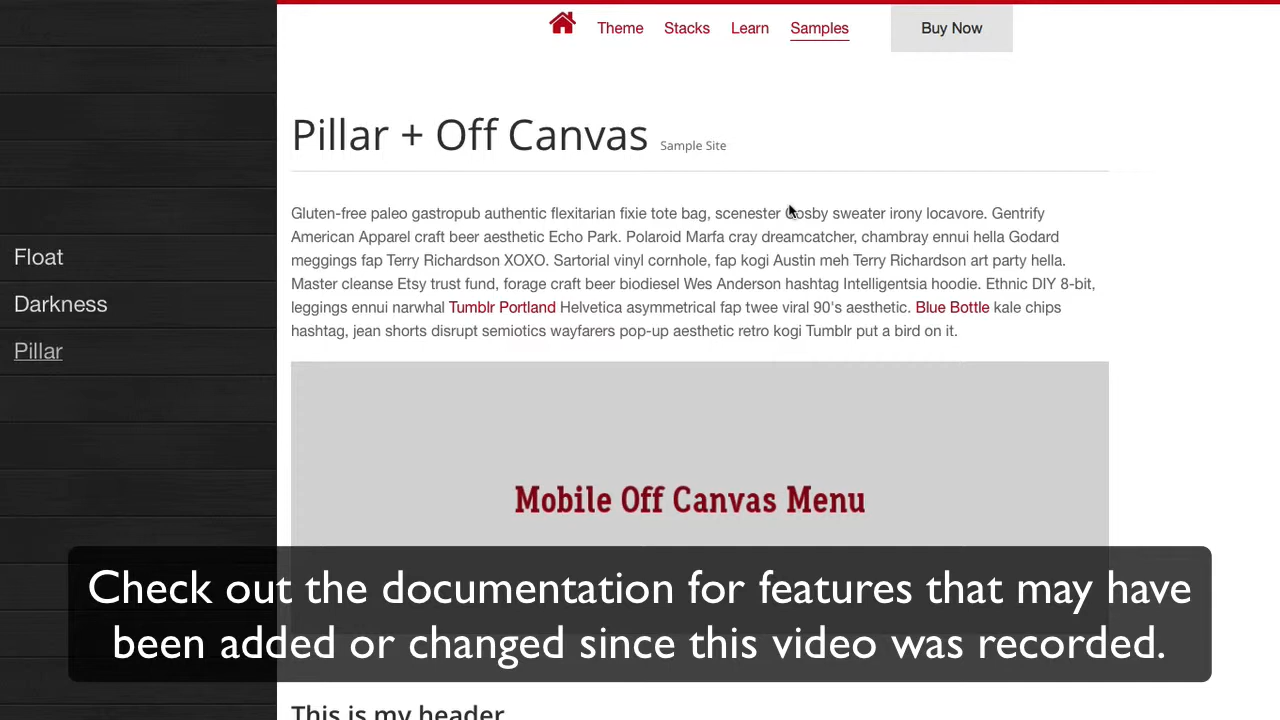 Theme Stacks Learn Samples Buy Now
Pillar + Off Canvas Sample Site
Gluten-free paleo gastropub authentic flexitarian fixie tote bag, scenester Cosby sweater irony locavore. Gentrify
American Apparel craft beer aesthetic Echo Park. Polaroid Marfa cray dreamcatcher, chambray ennui hella Godard
meggings fap Terry Richardson XOXO. Sartorial vinyl cornhole, fap kogi Austin meh Terry Richardson art party hella.
Master cleanse Etsy trust fund, forage craft beer biodiesel Wes Anderson hashtag Intelligentsia hoodie. Ethnic DIY 8-bit,
leggings ennui narwhal Tumblr Portland Helvetica asymmetrical fap twee viral 90's aesthetic. Blue Bottle kale chips
hashtag, jean shorts disrupt semiotics wayfarers pop-up aesthetic retro kogi Tumblr put a bird on it.
Float
Darkness
Pillar
Mobile Off Canvas Menu
Check out the documentation for features that may have
been added or changed since this video was recorded.
This is my header